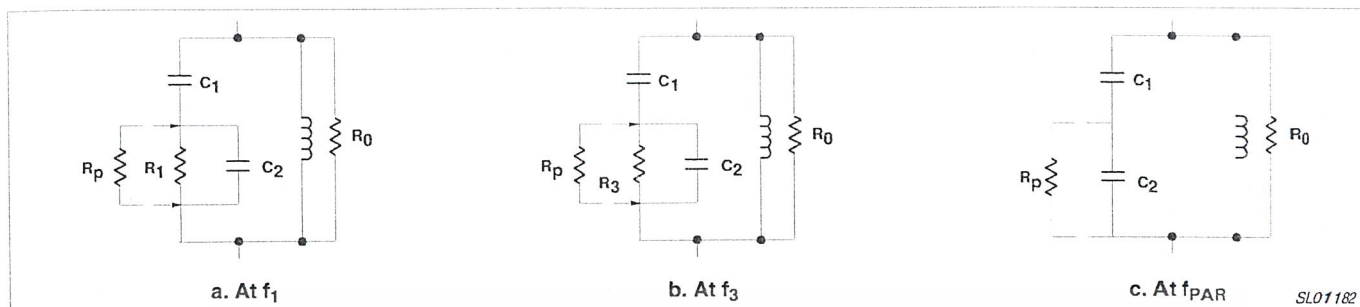 C1
Rp
R1
C2
R0
a. At f1
C1
Rp
R3
C2
R0
b. At f3
C1
Rp
C2
R0
c. At fPAR
SL01182